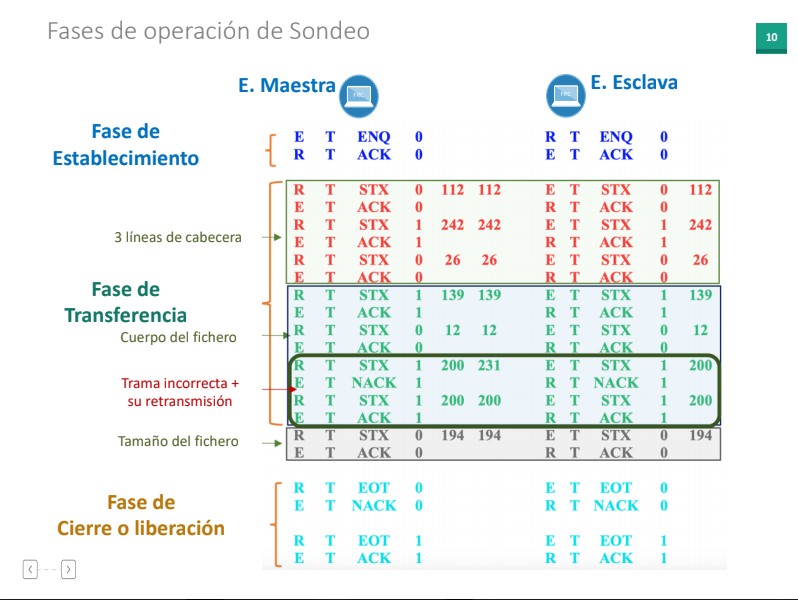 Fases de operación de Sondeo
10
E. Maestra
E. Esclava
Fase de
Establecimiento
E T ENQ 0 R T ENQ 0
R T ACK 0 E T ACK 0
R T STX 0 112 112 E T STX 0 112
E T ACK 0 R T ACK 0
R T STX 1 242 242 E T STX 1 242
3 líneas de cabecera
E T ACK 1 R T ACK 1
R T STX 0 26 26 E T STX 0 26
E T ACK 0 R T ACK 0
Fase de
Transferencia
R T STX 1 139 139 E T STX 1 139
E T ACK 1 R T ACK 1
Cuerpo del fichero
R T STX 0 12 12 E T STX 0 12
E T ACK 0 R T ACK 0
R T STX 1 200 231 E T STX 1 200
Trama incorrecta +
su retransmisión
E T NACK 1 R T NACK 1
R T STX 1 200 200 E T STX 1 200
E T ACK 1 R T ACK 1
Tamaño del fichero
R T STX 0 194 194 E T STX 0 194
E T ACK 0 R T ACK 0
Fase de
Cierre o liberación
R T EOT 0 E T EOT 0
E T NACK 0 R T NACK 0
R T EOT 1 E T EOT 1
E T ACK 1 R T ACK 1